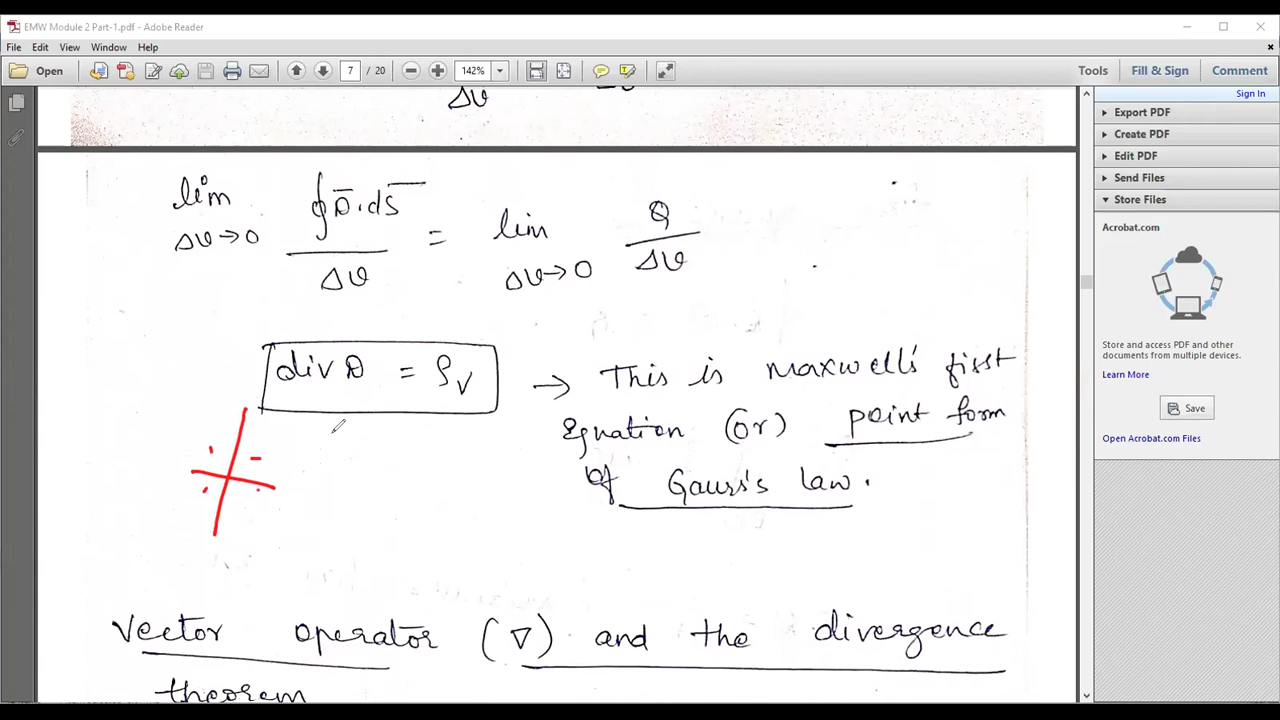 EMW Module 2 Part-1.pdf - Adobe Reader
File Edit View Window Help
Open 7 / 20 142% Tools Fill & Sign Comment
Sign In
Δv
Export PDF
Create PDF
Edit PDF
Send Files
Store Files
Acrobat.com
Store and access PDF and other
documents from multiple devices.
Learn More
Save
Open Acrobat.com Files
lim ∮D̅.dS̅ = lim Q
Δv→0 Δv Δv→0 Δv
div D = ρv → This is maxwell's first
Equation (or) point form
Of Gauss's law.
Vector operator (∇) and the divergence
theorem